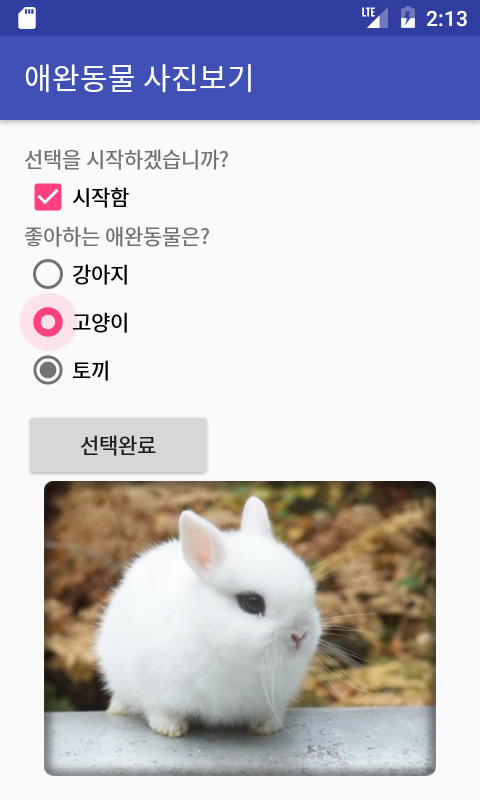 LTE 2:13
애완동물 사진보기
선택을 시작하겠습니까?
시작함
좋아하는 애완동물은?
강아지
고양이
토끼
선택완료